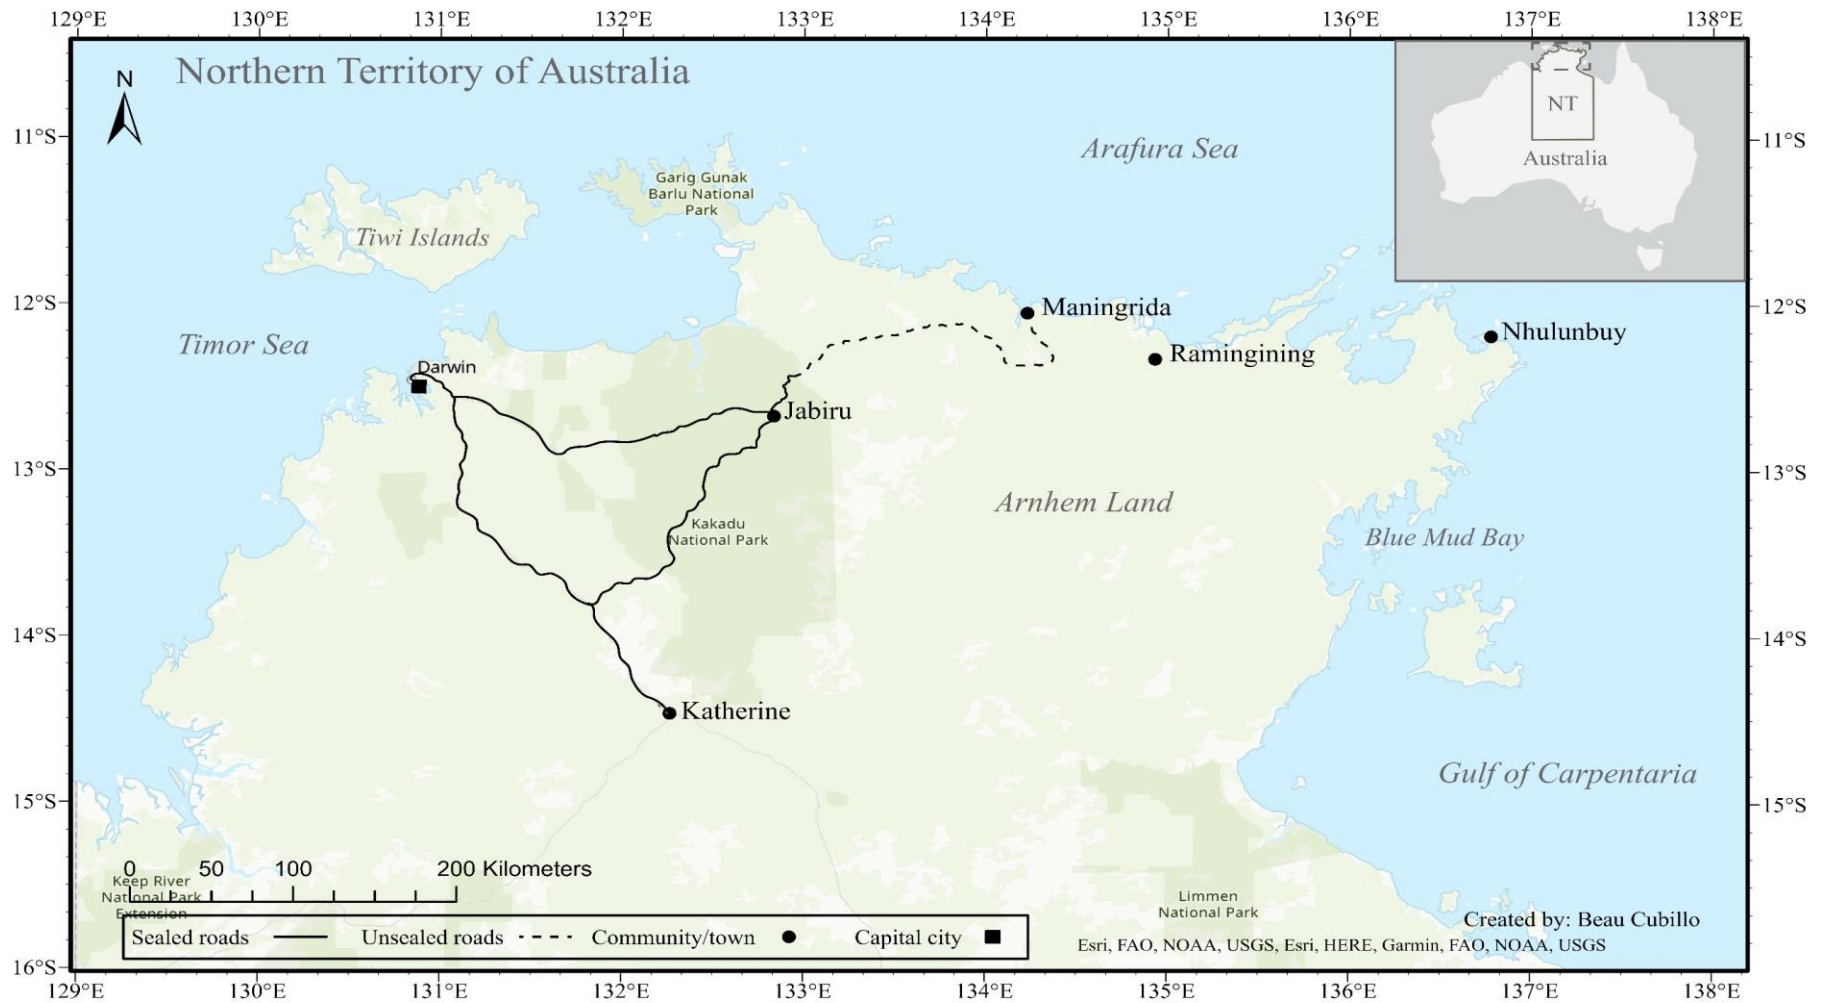 129°E 130°E 131°E 132°E 133°E 134°E 135°E 136°E 137°E 138°E
Northern Territory of Australia
N
NT
Australia
11°S 11°S
Arafura Sea
Garig Gunak
Barlu National
Park
Tiwi Islands
12°S 12°S
Maningrida
Nhulunbuy
Timor Sea
Ramingining
Darwin
Jabiru
13°S 13°S
Arnhem Land
Kakadu
National Park
Blue Mud Bay
14°S 14°S
Katherine
Gulf of Carpentaria
15°S 15°S
0 50 100 200 Kilometers
Keep River
National Park
Extension
Limmen
National Park
Created by: Beau Cubillo
Sealed roads Unsealed roads Community/town Capital city
Esri, FAO, NOAA, USGS, Esri, HERE, Garmin, FAO, NOAA, USGS
16°S
129°E 130°E 131°E 132°E 133°E 134°E 135°E 136°E 137°E 138°E